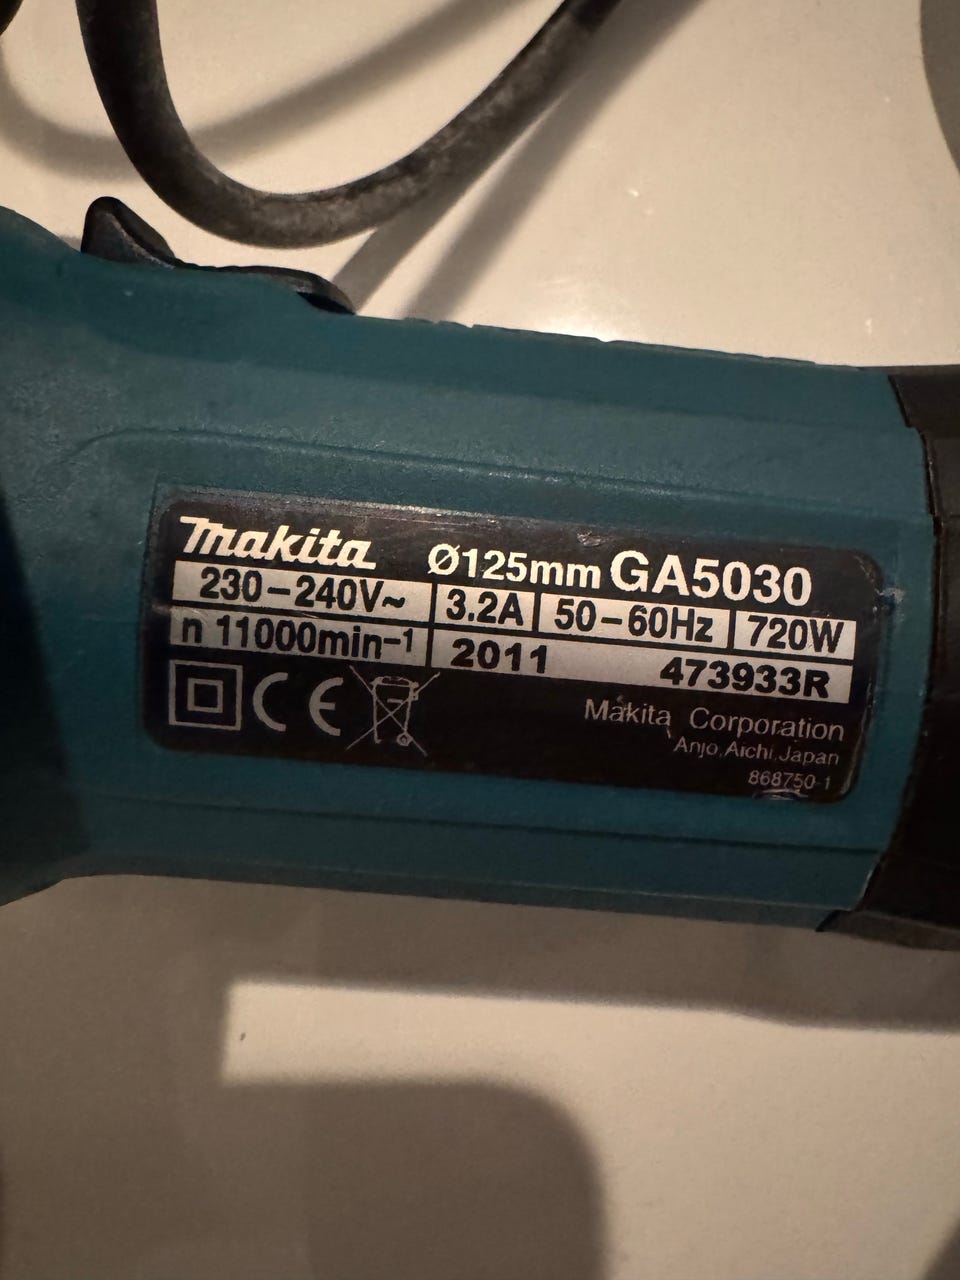 makita Ø125mm GA5030
230-240V~ 3.2A 50-60Hz 720W
n 11000min-1 2011 473933R
CE
Makita Corporation
Anjo,Aichi,Japan
868750-1